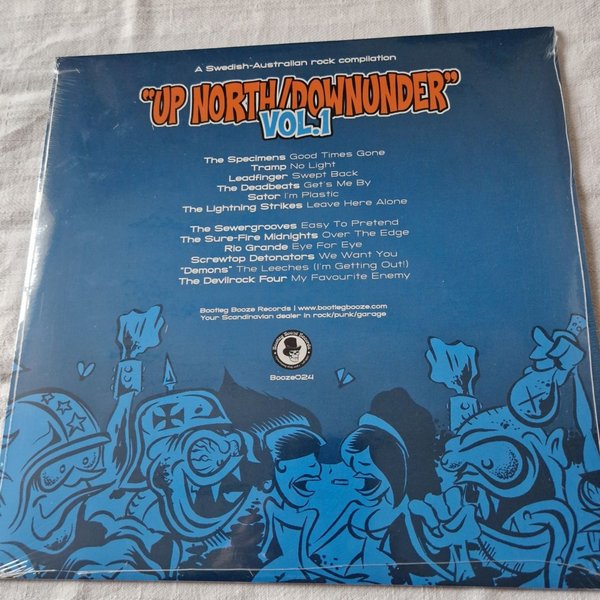 A Swedish-Australian rock compilation
"UP NORTH/DOWNUNDER"
VOL.1
The Specimens Good Times Gone
Tramp No Light
Leadfinger Swept Back
The Deadbeats Get's Me By
Sator I'm Plastic
The Lightning Strikes Leave Here Alone
The Sewergrooves Easy To Pretend
The Sure-Fire Midnights Over The Edge
Rio Grande Eye For Eye
Screwtop Detonators We Want You
"Demons" The Leeches (I'm Getting Out!)
The Devilrock Four My Favourite Enemy
Bootleg Booze Records | www.bootlegbooze.com
Your Scandinavian dealer in rock/punk/garage
Bootleg Booze Records
Booze024